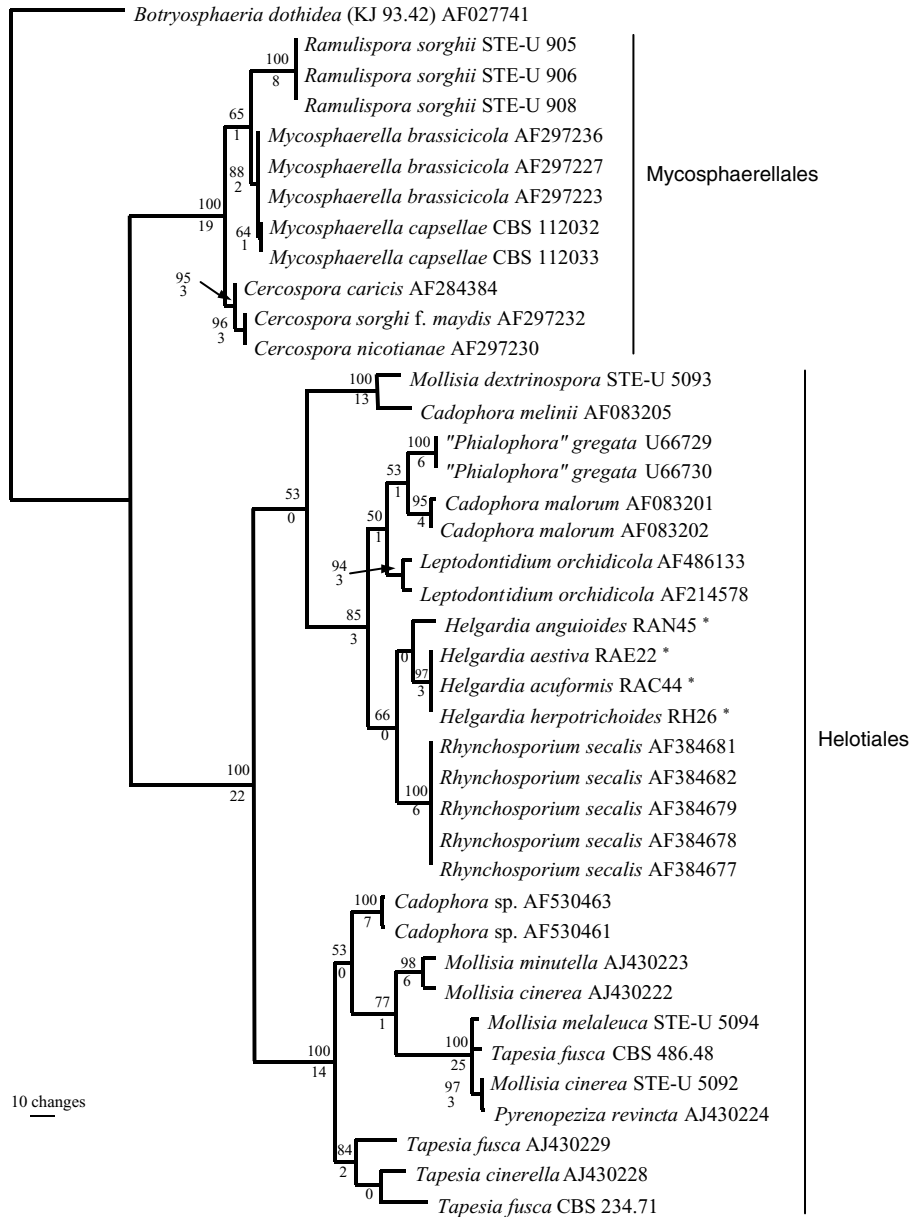 Botryosphaeria dothidea (KJ 93.42) AF027741
Ramulispora sorghii STE-U 905
100
8
Ramulispora sorghii STE-U 906
Ramulispora sorghii STE-U 908
65
1
Mycosphaerella brassicicola AF297236
Mycosphaerella brassicicola AF297227
88
2
Mycosphaerella brassicicola AF297223
Mycosphaerellales
100
19
Mycosphaerella capsellae CBS 112032
64
1
Mycosphaerella capsellae CBS 112033
95
3
Cercospora caricis AF284384
Cercospora sorghi f. maydis AF297232
96
3
Cercospora nicotianae AF297230
Mollisia dextrinospora STE-U 5093
100
13
Cadophora melinii AF083205
"Phialophora" gregata U66729
100
6
"Phialophora" gregata U66730
53
1
53
0
Cadophora malorum AF083201
95
4
Cadophora malorum AF083202
50
1
Leptodontidium orchidicola AF486133
94
3
Leptodontidium orchidicola AF214578
85
3
Helgardia anguioides RAN45 *
0
Helgardia aestiva RAE22 *
97
3
Helgardia acuformis RAC44 *
Helgardia herpotrichoides RH26 *
66
0
Rhynchosporium secalis AF384681
Helotiales
Rhynchosporium secalis AF384682
100
22
100
6
Rhynchosporium secalis AF384679
Rhynchosporium secalis AF384678
Rhynchosporium secalis AF384677
Cadophora sp. AF530463
100
7
Cadophora sp. AF530461
53
0
Mollisia minutella AJ430223
98
6
Mollisia cinerea AJ430222
77
1
Mollisia melaleuca STE-U 5094
100
25
Tapesia fusca CBS 486.48
100
14
Mollisia cinerea STE-U 5092
97
3
Pyrenopeziza revincta AJ430224
10 changes
Tapesia fusca AJ430229
84
2
Tapesia cinerella AJ430228
0
Tapesia fusca CBS 234.71